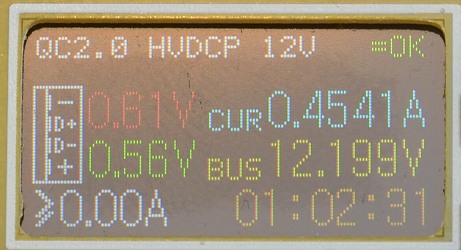 QC2.0 HVDCP 12V =OK
- D+ 0.61V CUR 0.4541A
D- + 0.56V BUS 12.199V
>0.00A 01:02:31